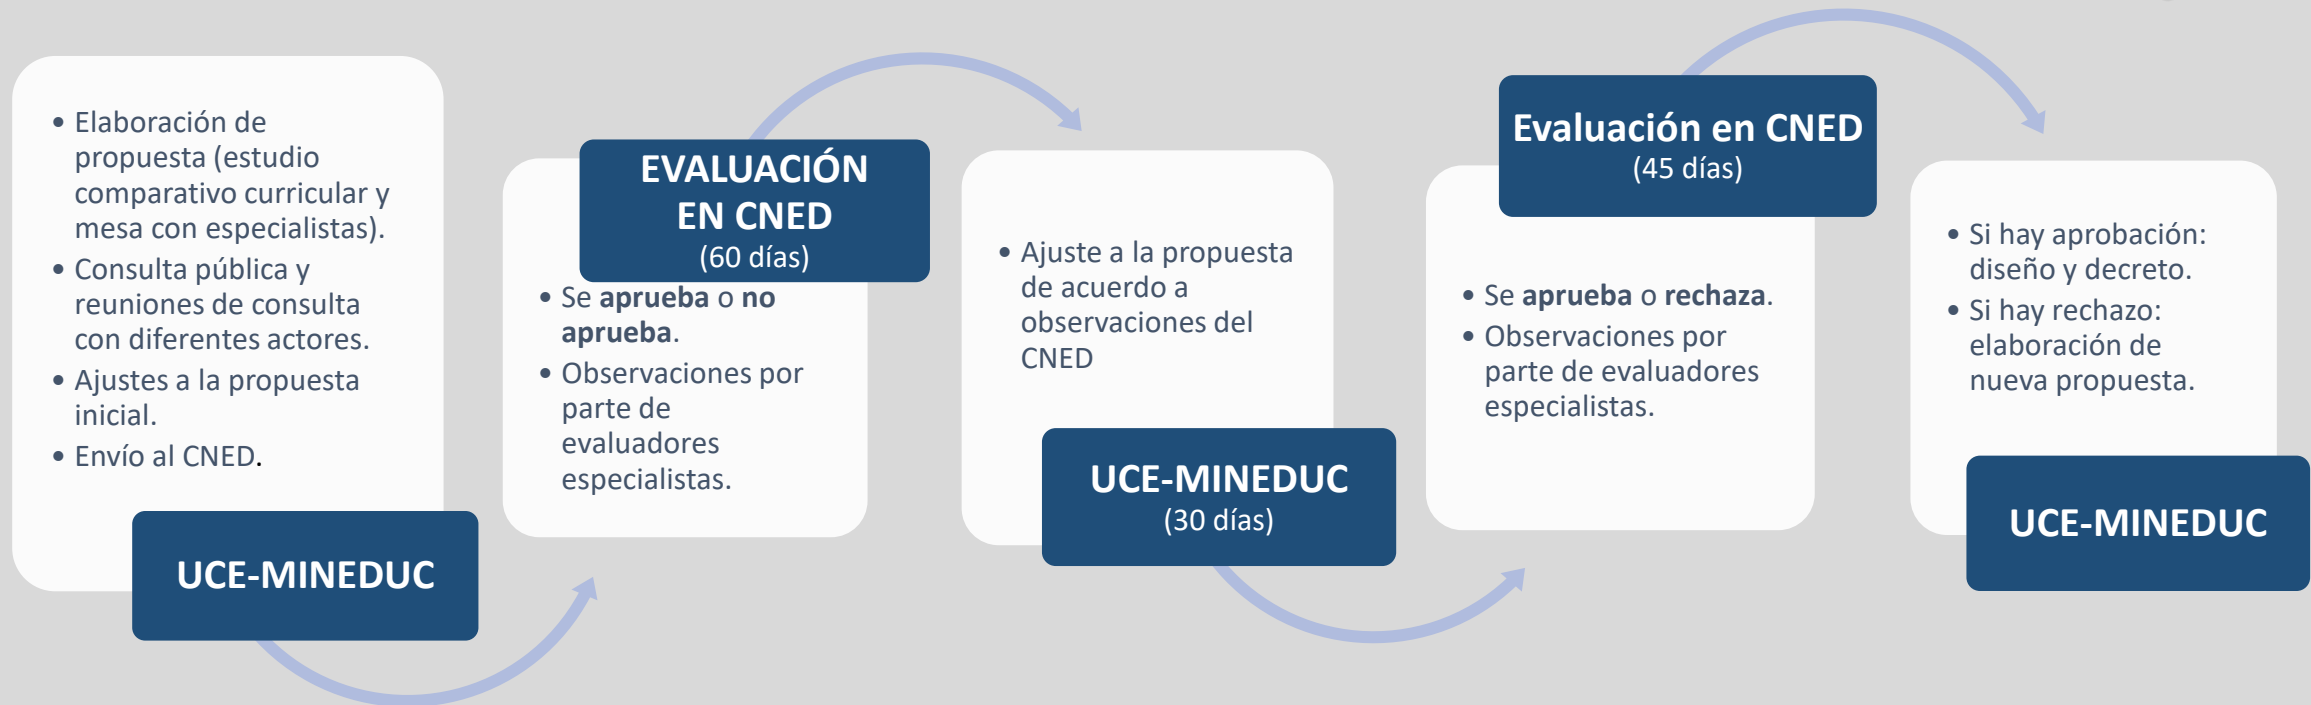 • Elaboración de
propuesta (estudio
comparativo curricular y
mesa con especialistas).
• Consulta pública y
reuniones de consulta
con diferentes actores.
• Ajustes a la propuesta
inicial.
• Envío al CNED.
UCE-MINEDUC
EVALUACIÓN
EN CNED
(60 días)
• Se aprueba o no
aprueba.
• Observaciones por
parte de
evaluadores
especialistas.
• Ajuste a la propuesta
de acuerdo a
observaciones del
CNED
UCE-MINEDUC
(30 días)
Evaluación en CNED
(45 días)
• Se aprueba o rechaza.
• Observaciones por
parte de evaluadores
especialistas.
• Si hay aprobación:
diseño y decreto.
• Si hay rechazo:
elaboración de
nueva propuesta.
UCE-MINEDUC